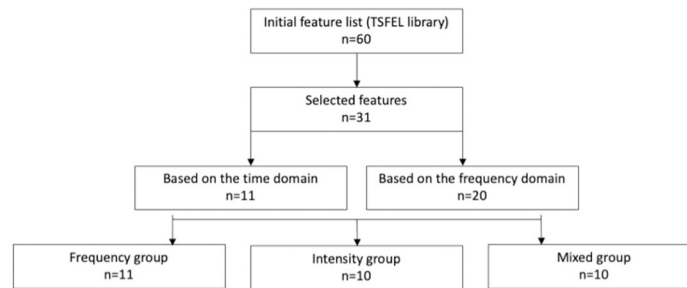 Initial feature list (TSFEL library)
n=60
Selected features
n=31
Based on the time domain
n=11
Based on the frequency domain
n=20
Frequency group
n=11
Intensity group
n=10
Mixed group
n=10